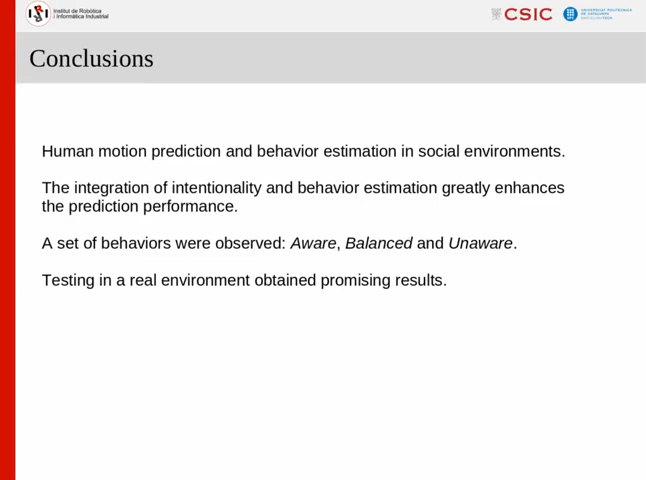 Institut de Robòtica
i Informàtica Industrial
IRI
CSIC
UPC
UNIVERSITAT POLITÈCNICA
DE CATALUNYA
BARCELONATECH
Conclusions
Human motion prediction and behavior estimation in social environments.
The integration of intentionality and behavior estimation greatly enhances
the prediction performance.
A set of behaviors were observed: Aware, Balanced and Unaware.
Testing in a real environment obtained promising results.